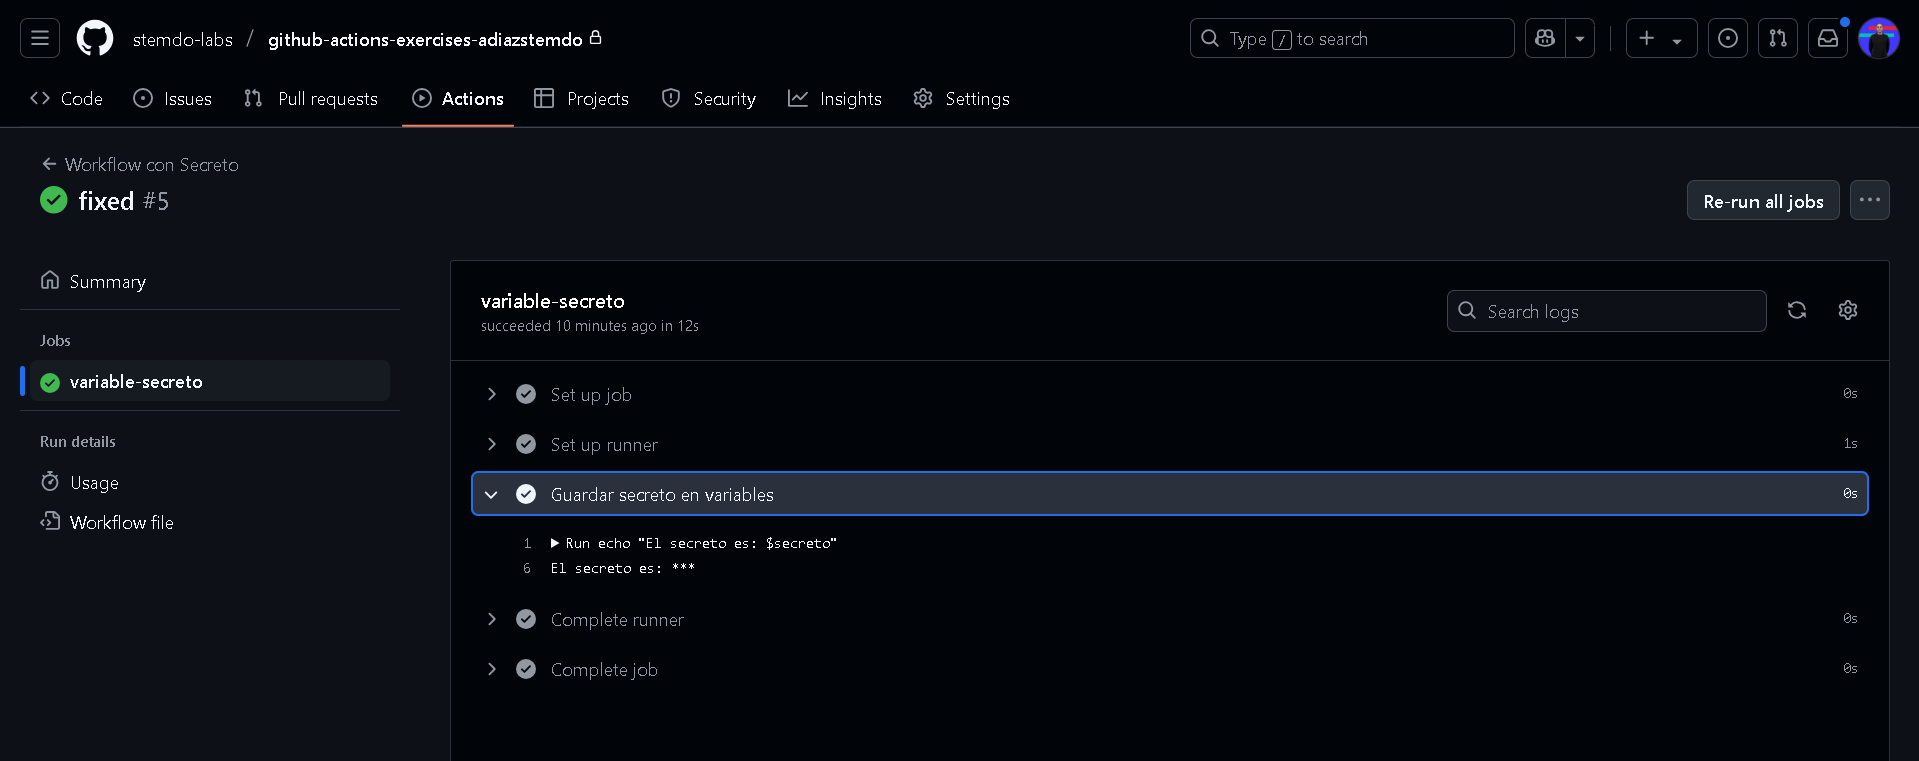 stemdo-labs / github-actions-exercises-adiazstemdo
Type / to search
Code Issues Pull requests Actions Projects Security Insights Settings
Workflow con Secreto
fixed #5
Re-run all jobs
Summary
Jobs
variable-secreto
Run details
Usage
Workflow file
variable-secreto
succeeded 10 minutes ago in 12s
Search logs
Set up job 0s
Set up runner 1s
Guardar secreto en variables 0s
1 Run echo "El secreto es: $secreto"
6 El secreto es: ***
Complete runner 0s
Complete job 0s